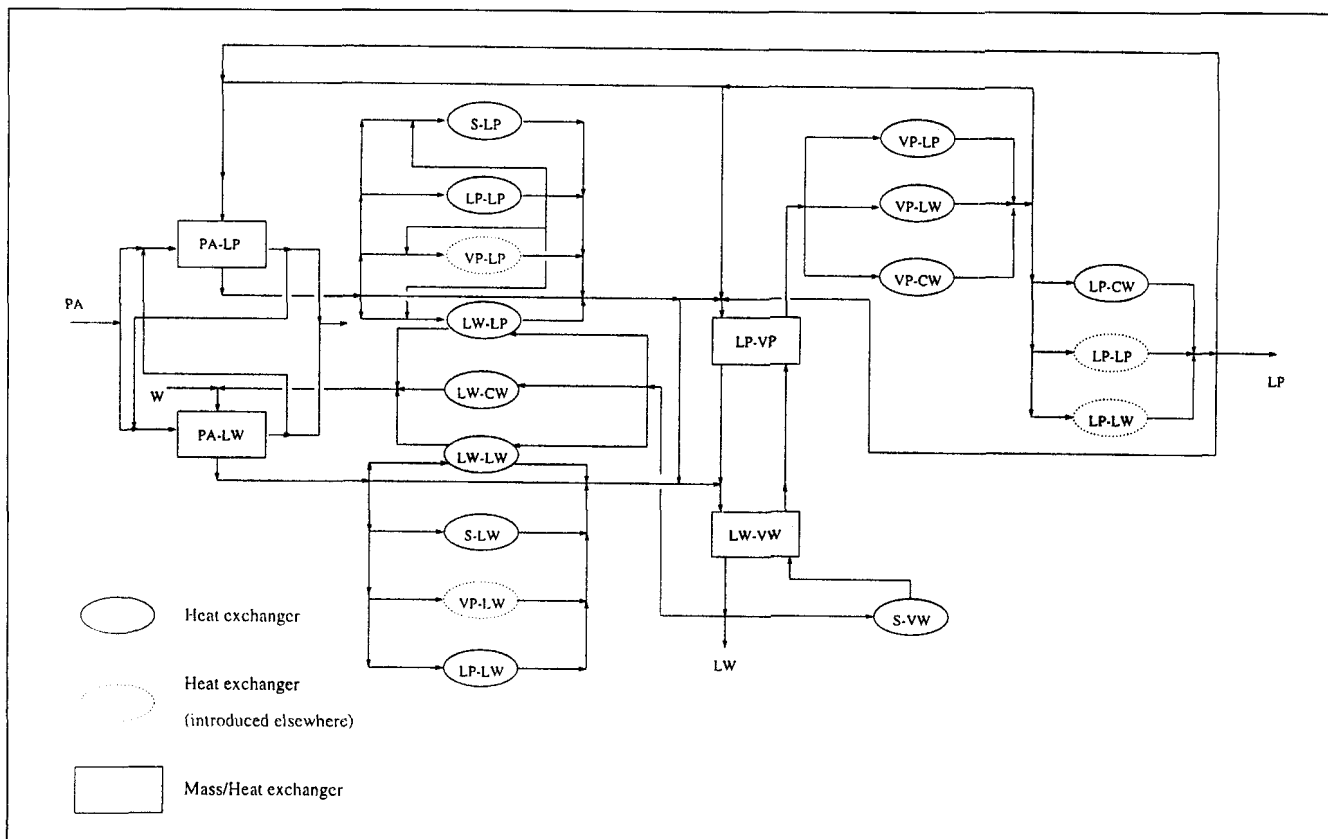 S-LP
VP-LP
LP-LP
VP-LW
PA-LP
VP-LP
VP-CW
LP-CW
PA
LW-LP
LP-VP
LP-LP
LP
W
LW-CW
LP-LW
PA-LW
LW-LW
S-LW
LW-VW
Heat exchanger
VP-LW
S-VW
LP-LW
LW
Heat exchanger
(introduced elsewhere)
Mass/Heat exchanger